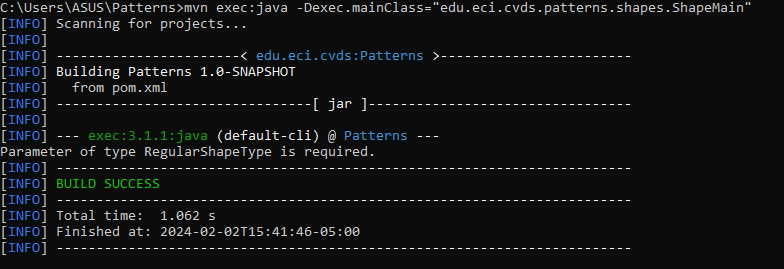 C:\Users\ASUS\Patterns>mvn exec:java -Dexec.mainClass="edu.eci.cvds.patterns.shapes.ShapeMain"
[INFO] Scanning for projects...
[INFO]
[INFO] -----------------------< edu.eci.cvds:Patterns >------------------------
[INFO] Building Patterns 1.0-SNAPSHOT
[INFO]   from pom.xml
[INFO] --------------------------------[ jar ]---------------------------------
[INFO]
[INFO] --- exec:3.1.1:java (default-cli) @ Patterns ---
Parameter of type RegularShapeType is required.
[INFO] ------------------------------------------------------------------------
[INFO] BUILD SUCCESS
[INFO] ------------------------------------------------------------------------
[INFO] Total time:  1.062 s
[INFO] Finished at: 2024-02-02T15:41:46-05:00
[INFO] ------------------------------------------------------------------------